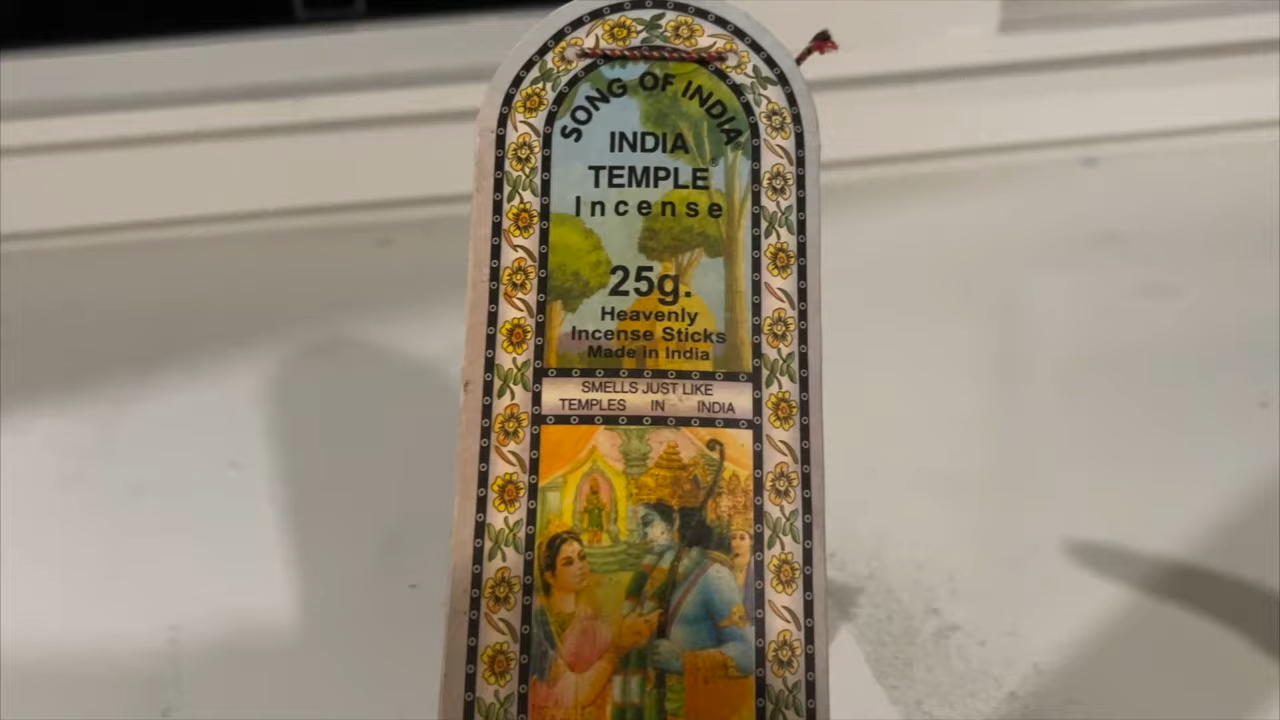 SONG OF INDIA®
INDIA
TEMPLE®
Incense
25g.
Heavenly
Incense Sticks
Made in India
SMELLS JUST LIKE
TEMPLES IN INDIA